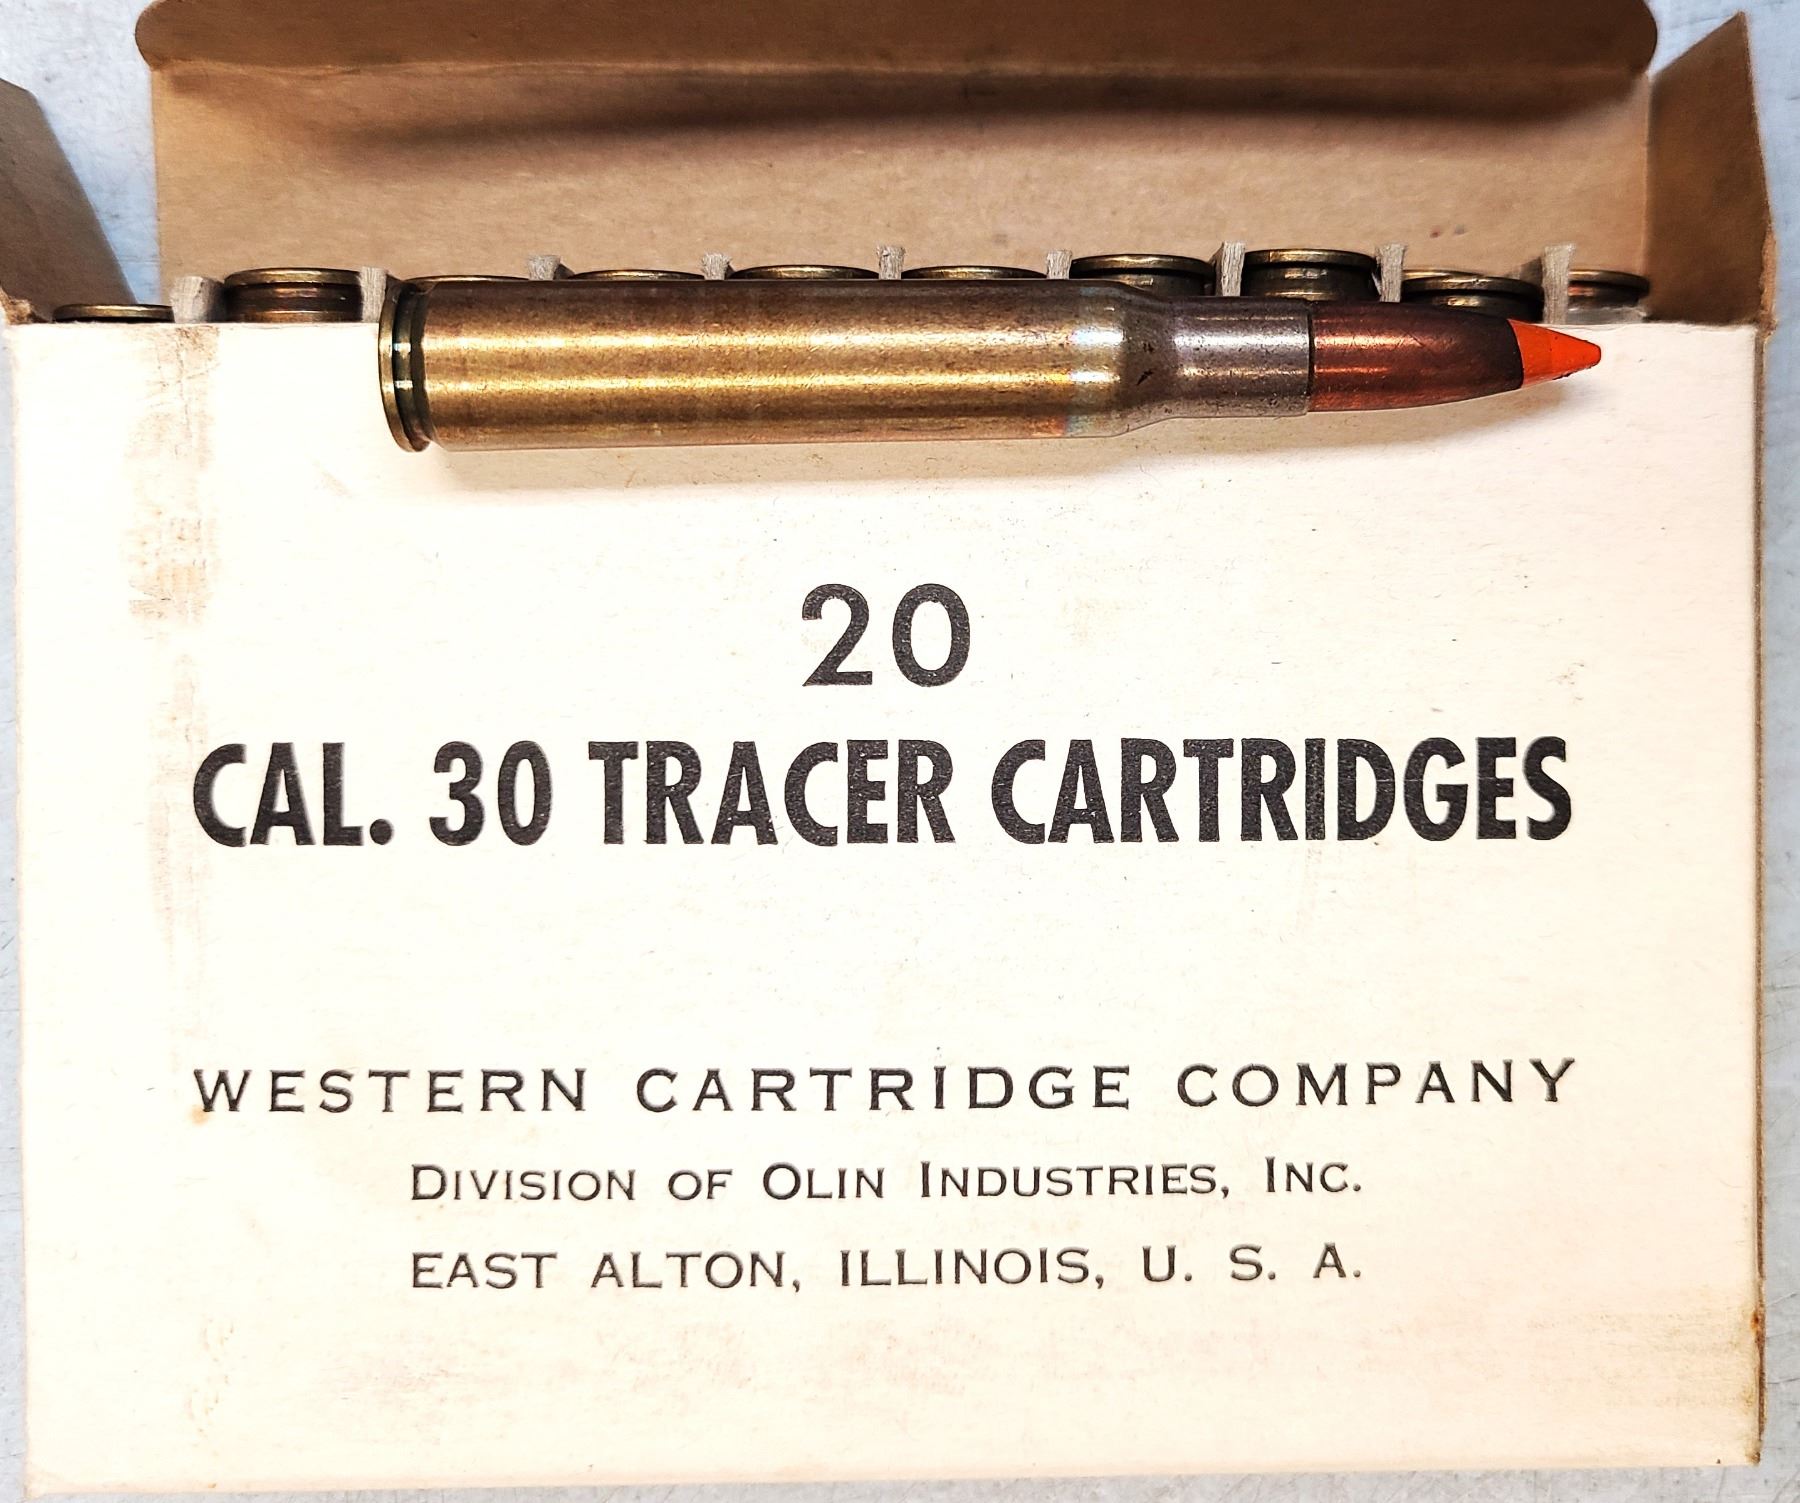 20
CAL. 30 TRACER CARTRIDGES
WESTERN CARTRIDGE COMPANY
DIVISION OF OLIN INDUSTRIES, INC.
EAST ALTON, ILLINOIS, U. S. A.